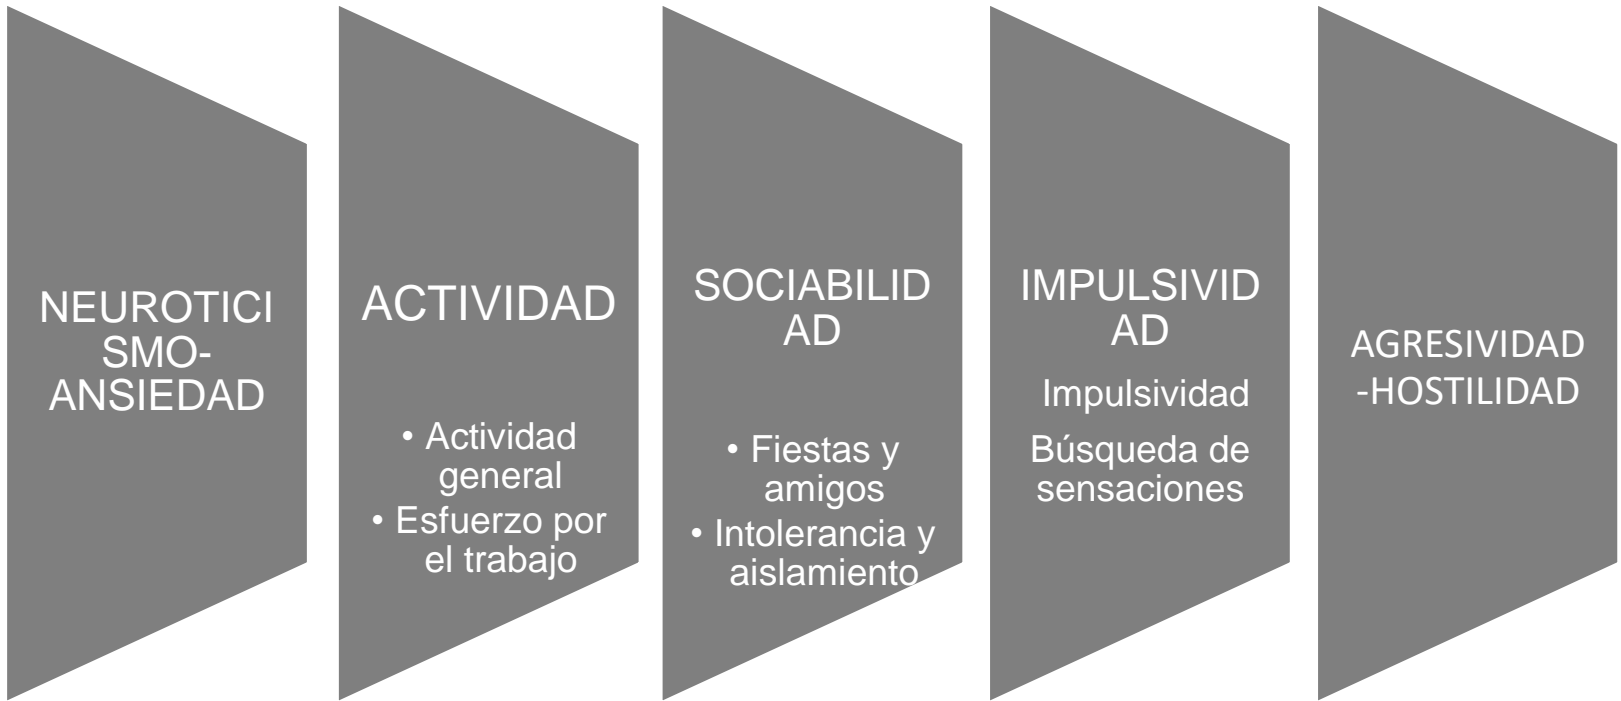 NEUROTICI
SMO-
ANSIEDAD
ACTIVIDAD
• Actividad
general
• Esfuerzo por
el trabajo
SOCIABILID
AD
• Fiestas y
amigos
• Intolerancia y
aislamiento
IMPULSIVID
AD
Impulsividad
Búsqueda de
sensaciones
AGRESIVIDAD
-HOSTILIDAD